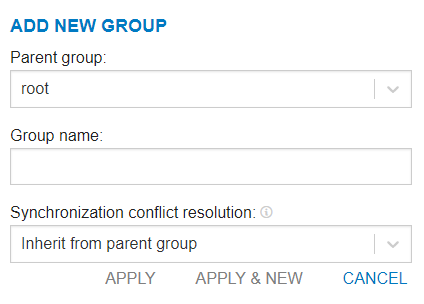 ADD NEW GROUP
Parent group:
root
Group name:
Synchronization conflict resolution:
Inherit from parent group
APPLY APPLY & NEW CANCEL